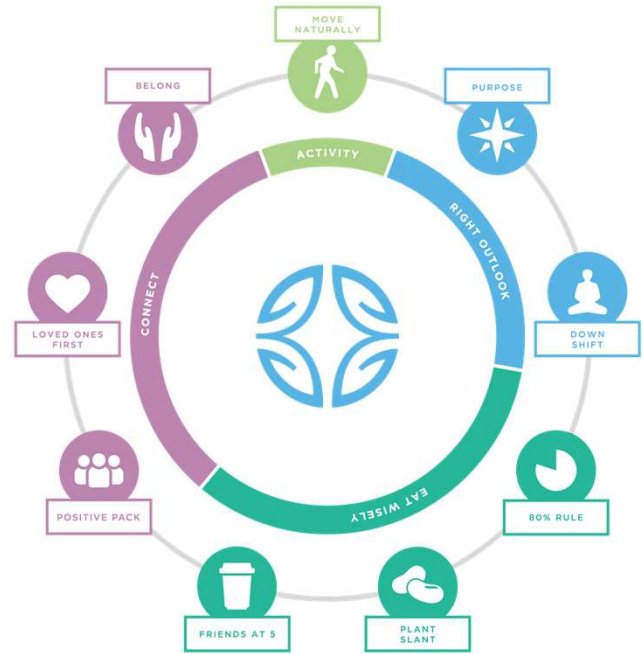 MOVE
NATURALLY
BELONG
PURPOSE
ACTIVITY
RIGHT OUTLOOK
CONNECT
LOVED ONES
FIRST
DOWN
SHIFT
POSITIVE PACK
80% RULE
EAT WISELY
FRIENDS AT 5
PLANT
SLANT